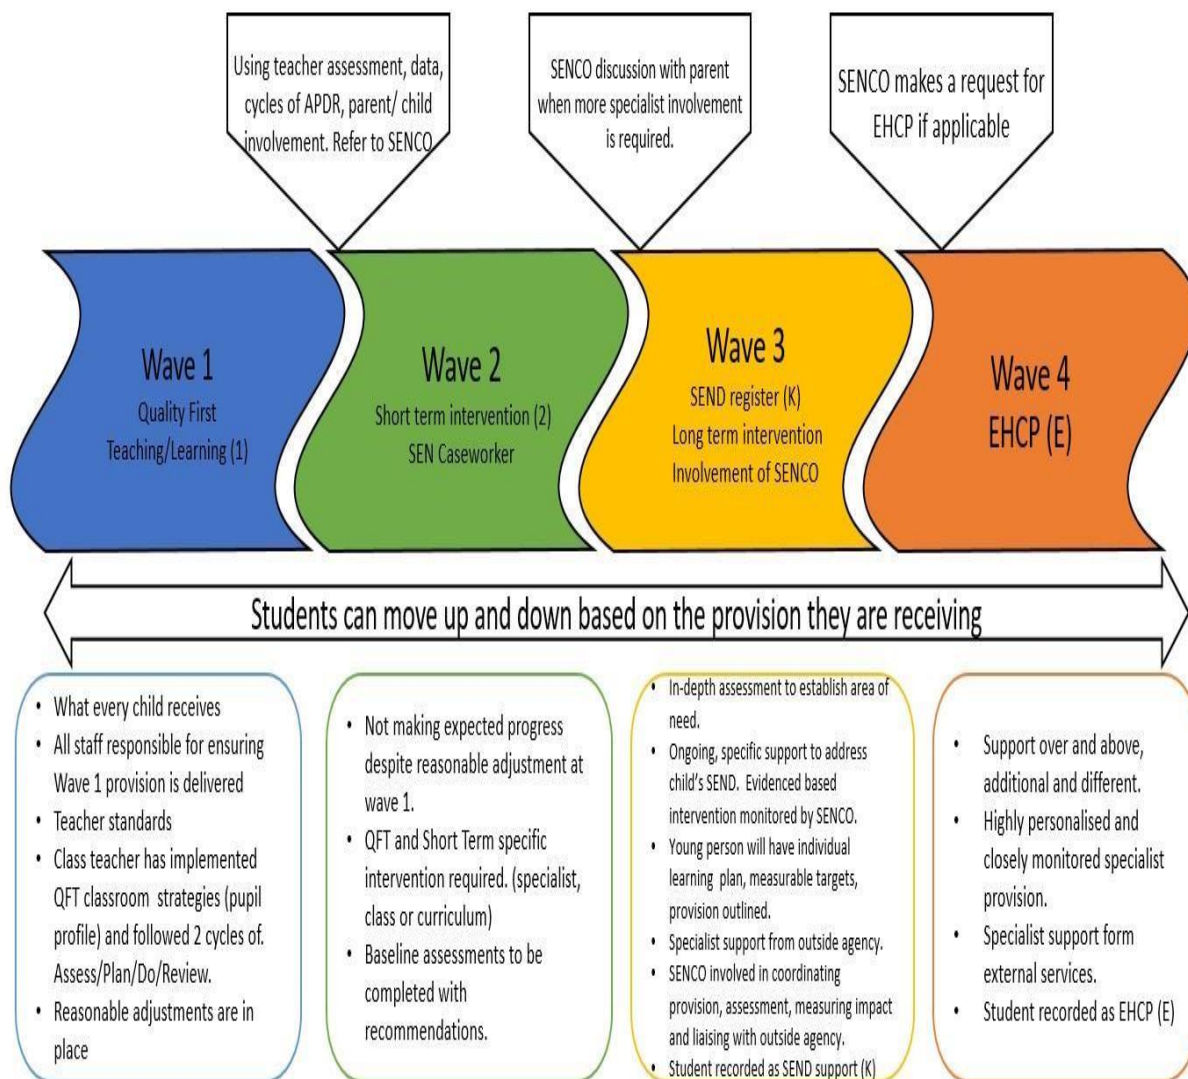 Using teacher assessment, data,
cycles of APDR, parent/ child
involvement. Refer to SENCO
SENCO discussion with parent
when more specialist involvement
is required.
SENCO makes a request for
EHCP if applicable
Wave 1
Quality First
Teaching/Learning (1)
Wave 2
Short term intervention (2)
SEN Caseworker
Wave 3
SEND register (K)
Long term intervention
Involvement of SENCO
Wave 4
EHCP (E)
Students can move up and down based on the provision they are receiving
• What every child receives
• All staff responsible for ensuring
Wave 1 provision is delivered
• Teacher standards
• Class teacher has implemented
QFT classroom strategies (pupil
profile) and followed 2 cycles of.
Assess/Plan/Do/Review.
• Reasonable adjustments are in
place
• Not making expected progress
despite reasonable adjustment at
wave 1.
• QFT and Short Term specific
intervention required. (specialist,
class or curriculum)
• Baseline assessments to be
completed with
recommendations.
• In-depth assessment to establish area of
need.
• Ongoing, specific support to address
child's SEND. Evidenced based
intervention monitored by SENCO.
• Young person will have individual
learning plan, measurable targets,
provision outlined.
• Specialist support from outside agency.
• SENCO involved in coordinating
provision, assessment, measuring impact
and liaising with outside agency.
• Student recorded as SEND support (K)
• Support over and above,
additional and different.
• Highly personalised and
closely monitored specialist
provision.
• Specialist support form
external services.
• Student recorded as EHCP (E)